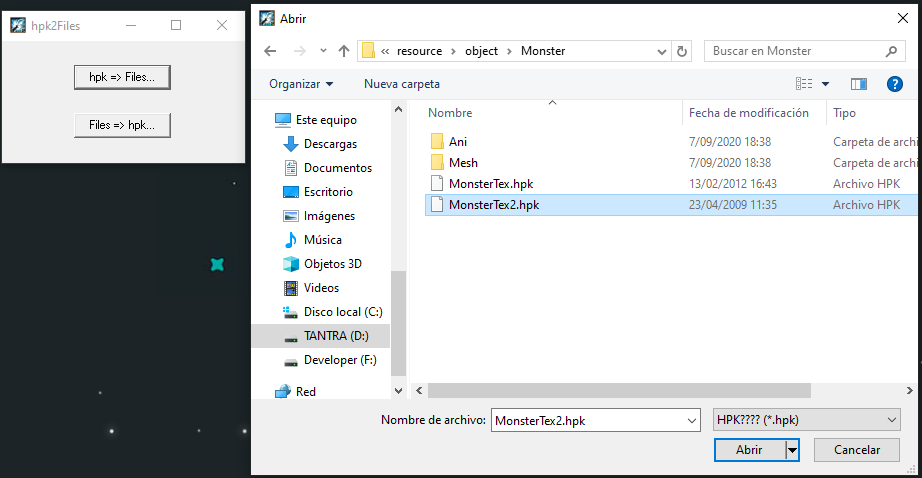 hpk2Files
hpk => Files...
Files => hpk...
Abrir
« resource > object > Monster
Buscar en Monster
Organizar
Nueva carpeta
Nombre
Fecha de modificación
Tipo
Este equipo
Descargas
Documentos
Escritorio
Imágenes
Música
Objetos 3D
Videos
Disco local (C:)
TANTRA (D:)
Developer (F:)
Red
Ani 7/09/2020 18:38 Carpeta de archi
Mesh 7/09/2020 18:38 Carpeta de archi
MonsterTex.hpk 13/02/2012 16:43 Archivo HPK
MonsterTex2.hpk 23/04/2009 11:35 Archivo HPK
Nombre de archivo: MonsterTex2.hpk
HPK???? (*.hpk)
Abrir
Cancelar